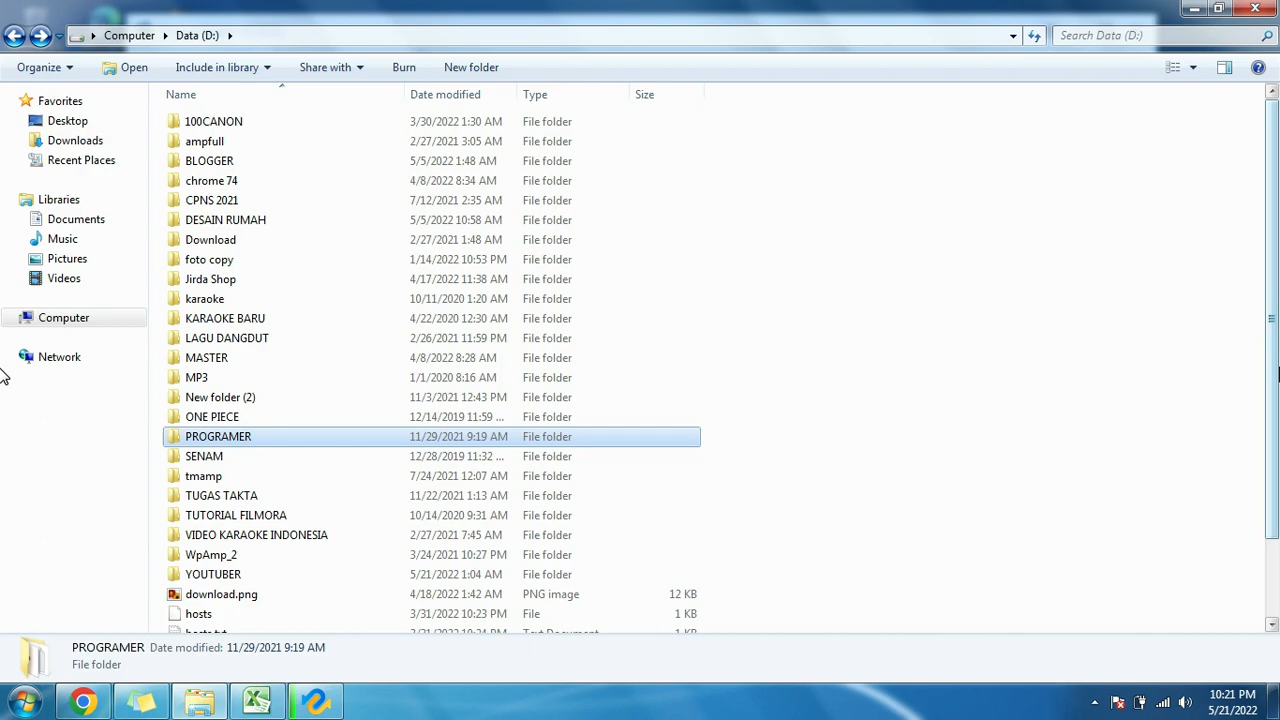 Computer Data (D:) Search Data (D:)
Organize Open Include in library Share with Burn New folder
Name Date modified Type Size
Favorites
Desktop
Downloads
Recent Places
Libraries
Documents
Music
Pictures
Videos
Computer
Network
100CANON 3/30/2022 1:30 AM File folder
ampfull 2/27/2021 3:05 AM File folder
BLOGGER 5/5/2022 1:48 AM File folder
chrome 74 4/8/2022 8:34 AM File folder
CPNS 2021 7/12/2021 2:35 AM File folder
DESAIN RUMAH 5/5/2022 10:58 AM File folder
Download 2/27/2021 1:48 AM File folder
foto copy 1/14/2022 10:53 PM File folder
Jirda Shop 4/17/2022 11:38 AM File folder
karaoke 10/11/2020 1:20 AM File folder
KARAOKE BARU 4/22/2020 12:30 AM File folder
LAGU DANGDUT 2/26/2021 11:59 PM File folder
MASTER 4/8/2022 8:28 AM File folder
MP3 1/1/2020 8:16 AM File folder
New folder (2) 11/3/2021 12:43 PM File folder
ONE PIECE 12/14/2019 11:59 ... File folder
PROGRAMER 11/29/2021 9:19 AM File folder
SENAM 12/28/2019 11:32 ... File folder
tmamp 7/24/2021 12:07 AM File folder
TUGAS TAKTA 11/22/2021 1:13 AM File folder
TUTORIAL FILMORA 10/14/2020 9:31 AM File folder
VIDEO KARAOKE INDONESIA 2/27/2021 7:45 AM File folder
WpAmp_2 3/24/2021 10:27 PM File folder
YOUTUBER 5/21/2022 1:04 AM File folder
download.png 4/18/2022 1:42 AM PNG image 12 KB
hosts 3/31/2022 10:23 PM File 1 KB
PROGRAMER Date modified: 11/29/2021 9:19 AM
File folder
10:21 PM
5/21/2022